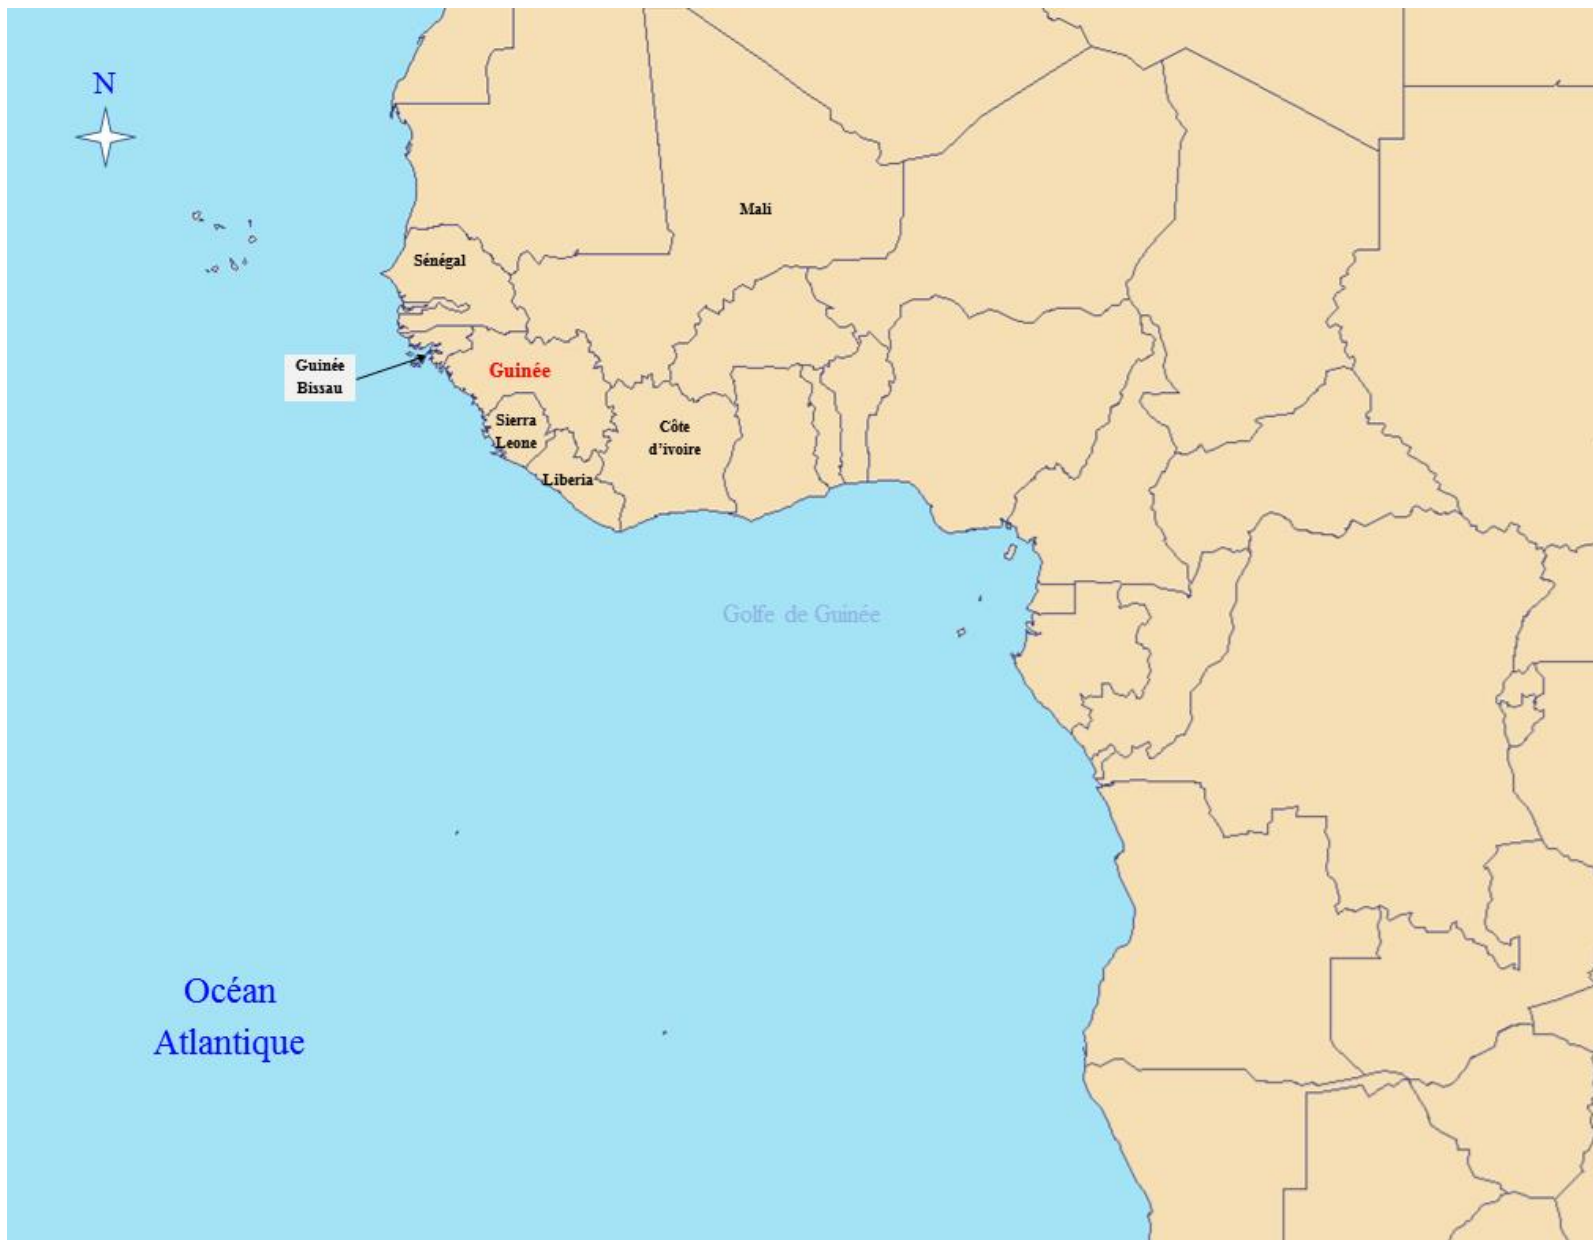 N
Mali
Sénégal
Guinée
Bissau
Guinée
Sierra
Leone
Côte
d'ivoire
Liberia
Golfe de Guinée
Océan
Atlantique